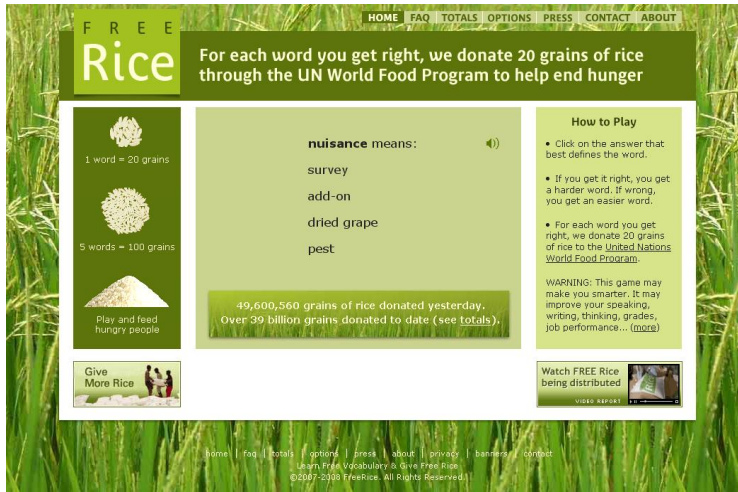 FREE
Rice
HOME FAQ TOTALS OPTIONS PRESS CONTACT ABOUT
For each word you get right, we donate 20 grains of rice
through the UN World Food Program to help end hunger
1 word = 20 grains
5 words = 100 grains
Play and feed
hungry people
nuisance means:
survey
add-on
dried grape
pest
49,600,560 grains of rice donated yesterday.
Over 39 billion grains donated to date (see totals).
How to Play
• Click on the answer that
best defines the word.
• If you get it right, you get
a harder word. If wrong,
you get an easier word.
• For each word you get
right, we donate 20 grains
of rice to the United Nations
World Food Program.
WARNING: This game may
make you smarter. It may
improve your speaking,
writing, thinking, grades,
job performance... (more)
Give
More Rice
Watch FREE Rice
being distributed
VIDEO REPORT
home | faq | totals | options | press | about | privacy | banners | contact
Learn Free Vocabulary & Give Free Rice
©2007-2008 FreeRice. All Rights Reserved.